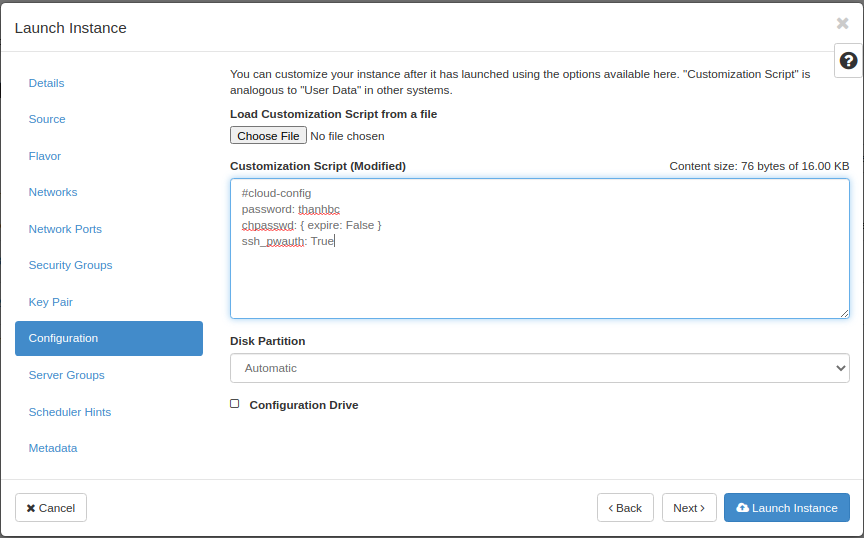 Launch Instance
You can customize your instance after it has launched using the options available here. "Customization Script" is
analogous to "User Data" in other systems.
Load Customization Script from a file
Choose File No file chosen
Customization Script (Modified)
Content size: 76 bytes of 16.00 KB
#cloud-config
password: thanhbc
chpasswd: { expire: False }
ssh_pwauth: True
Disk Partition
Automatic
Configuration Drive
Details
Source
Flavor
Networks
Network Ports
Security Groups
Key Pair
Configuration
Server Groups
Scheduler Hints
Metadata
Cancel
Back
Next
Launch Instance